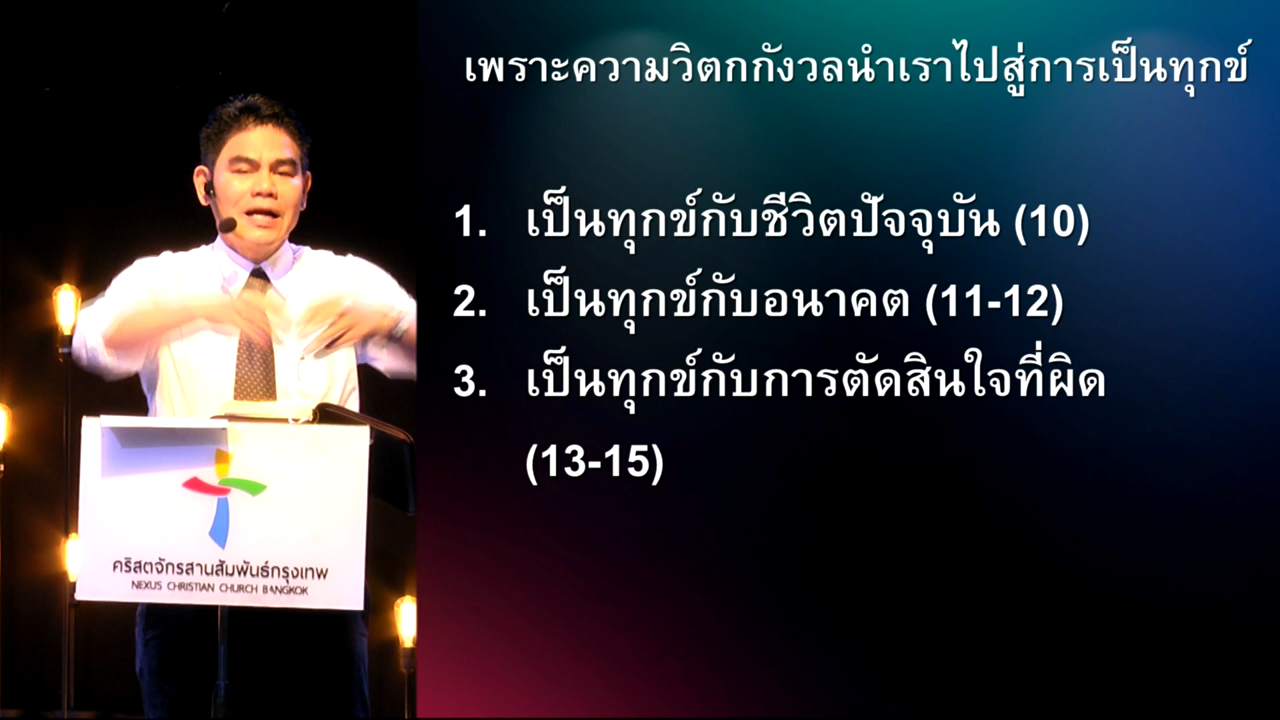 เพราะความวิตกกังวลนำเราไปสู่การเป็นทุกข์
1. เป็นทุกข์กับชีวิตปัจจุบัน (10)
2. เป็นทุกข์กับอนาคต (11-12)
3. เป็นทุกข์กับการตัดสินใจที่ผิด
(13-15)
คริสตจักรสานสัมพันธ์กรุงเทพ
NEXUS CHRISTIAN CHURCH BANGKOK